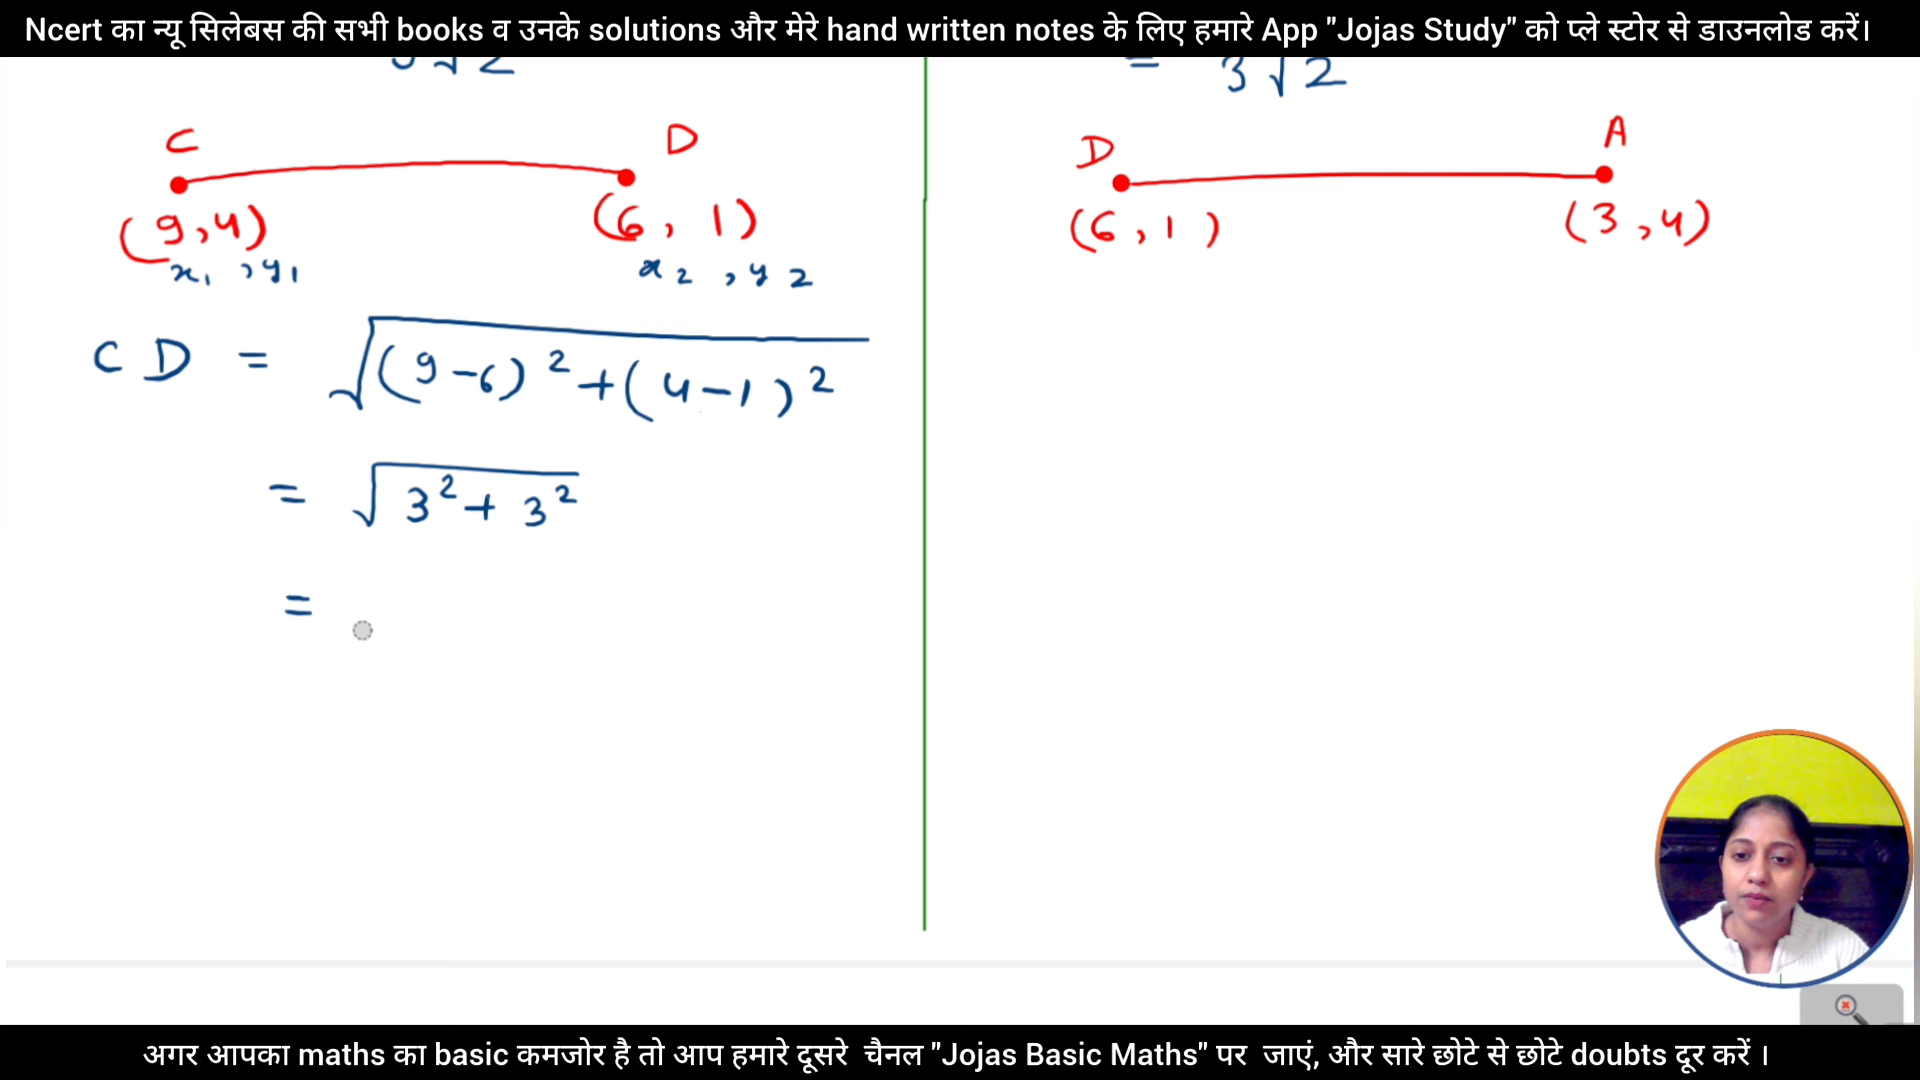 Ncert का न्यू सिलेबस की सभी books व उनके solutions और मेरे hand written notes के लिए हमारे App "Jojas Study" को प्ले स्टोर से डाउनलोड करें।
= 3√2
C D
(9,4) (6, 1)
x₁ ,y₁ x₂ ,y₂
C D = √(9-6)²+(4-1)²
= √3²+3²
=
D A
(6,1) (3,4)
अगर आपका maths का basic कमजोर है तो आप हमारे दूसरे चैनल "Jojas Basic Maths" पर जाएं, और सारे छोटे से छोटे doubts दूर करें ।